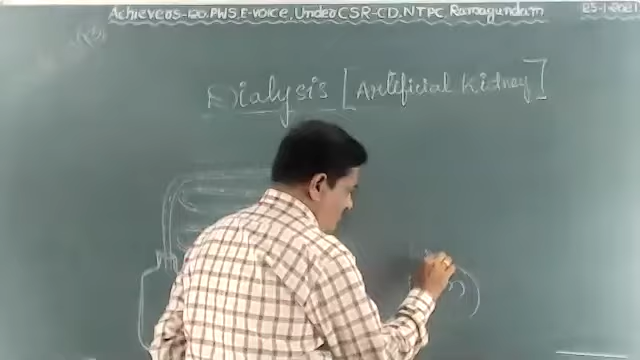 Achievers-20.PWS.E-voice, Under CSR-CD.NTPC Ramagundam 25-1-2021
Dialysis [Artificial Kidney]